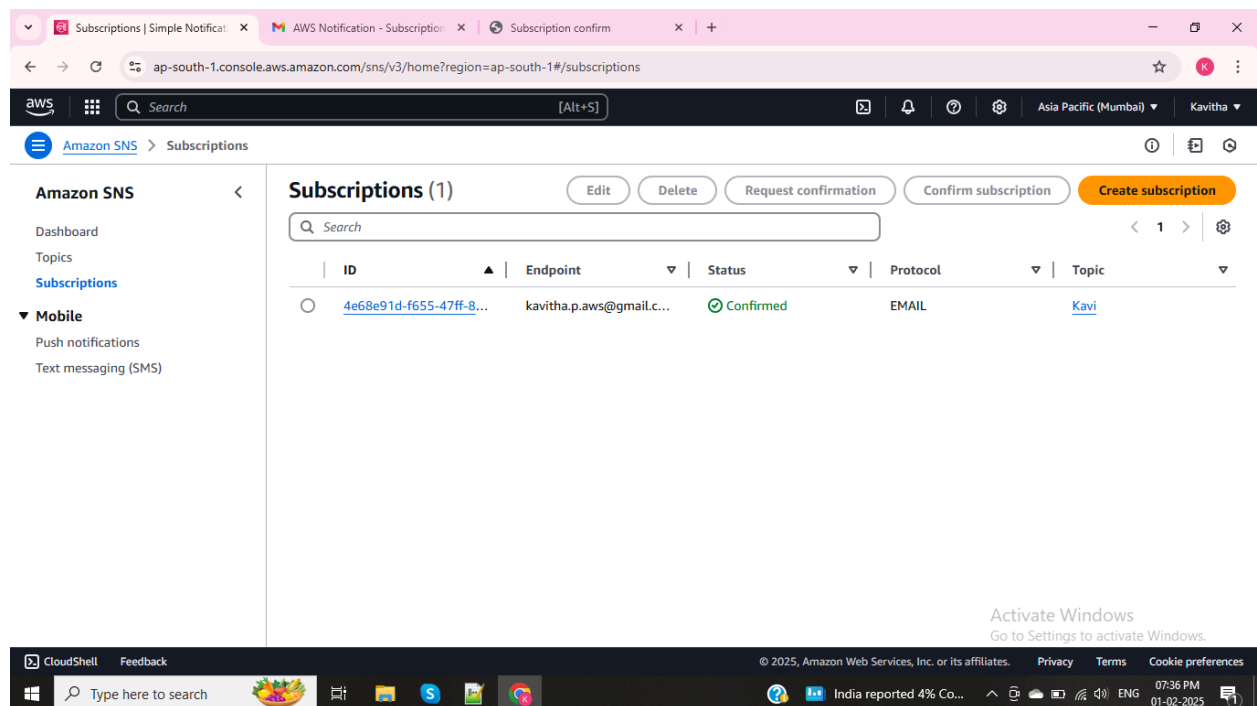 Subscriptions | Simple Notificati
AWS Notification - Subscription
Subscription confirm
ap-south-1.console.aws.amazon.com/sns/v3/home?region=ap-south-1#/subscriptions
K
aws
Search
[Alt+S]
Asia Pacific (Mumbai)
Kavitha
Amazon SNS > Subscriptions
Amazon SNS
Dashboard
Topics
Subscriptions
Mobile
Push notifications
Text messaging (SMS)
Subscriptions (1)
Edit
Delete
Request confirmation
Confirm subscription
Create subscription
Search
1
ID Endpoint Status Protocol Topic
4e68e91d-f655-47ff-8... kavitha.p.aws@gmail.c... Confirmed EMAIL Kavi
Activate Windows
Go to Settings to activate Windows.
CloudShell Feedback
© 2025, Amazon Web Services, Inc. or its affiliates. Privacy Terms Cookie preferences
Type here to search
India reported 4% Co...
ENG
07:36 PM
01-02-2025